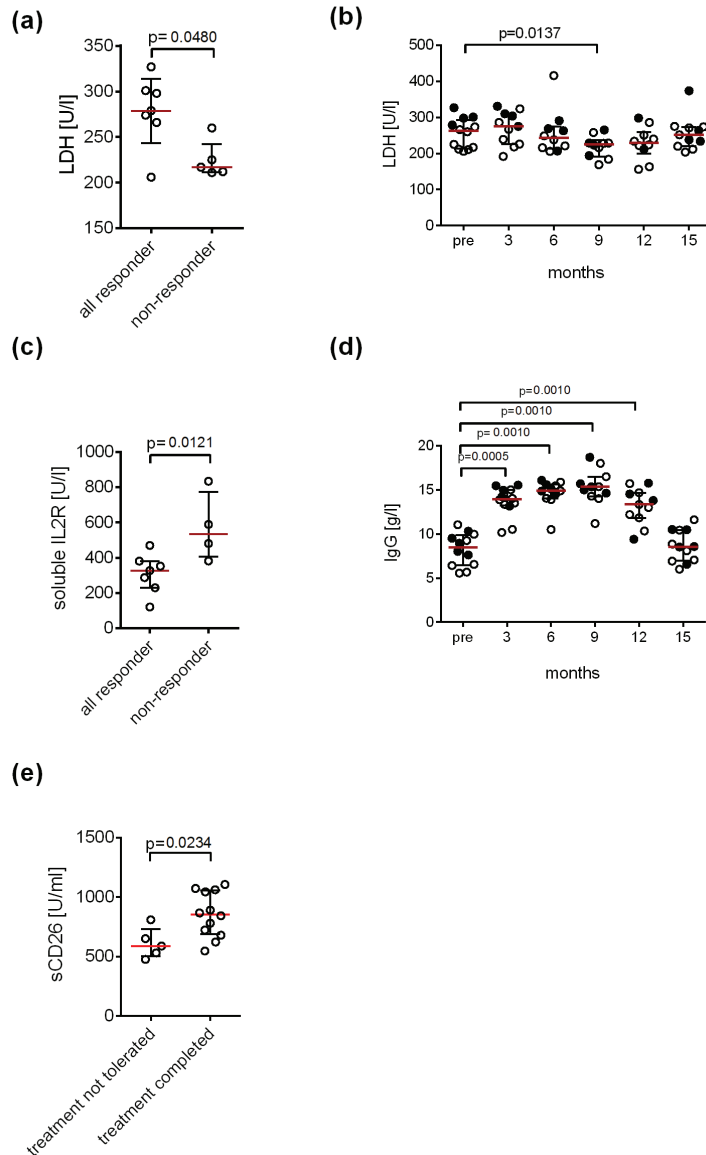 (a)
p= 0.0480
LDH [U/l]
350
300
250
200
150
all responder
non-responder
(b)
p=0.0137
LDH [U/l]
500
400
300
200
100
0
pre 3 6 9 12 15
months
(c)
p=0.0121
soluble IL2R [U/l]
1000
800
600
400
200
0
all responder
non-responder
(d)
p=0.0010
p=0.0010
p= 0.0010
p=0.0005
IgG [g/l]
20
15
10
5
0
pre 3 6 9 12 15
months
(e)
p=0.0234
sCD26 [U/ml]
1500
1000
500
0
treatment not tolerated
treatment completed